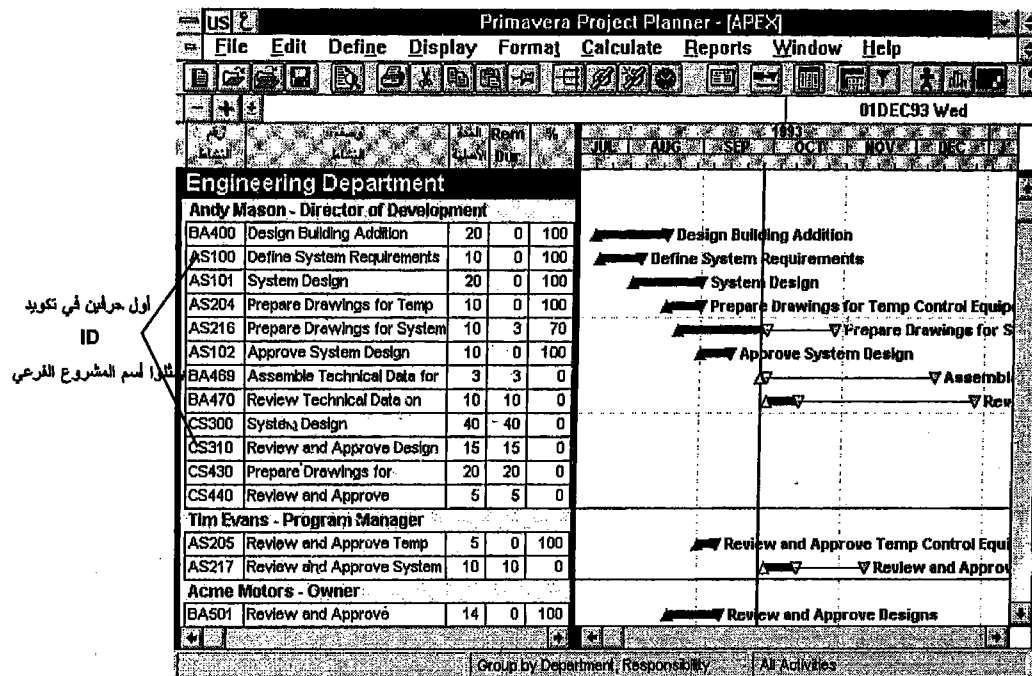 US
Primavera Project Planner - [APEX]
File Edit Define Display Format Calculate Reports Window Help
01DEC93 Wed
رقم النشاط
وصف النشاط
المدة الأصلية
Rem Dur
%
1993
JUL AUG SEP OCT NOV DEC J
Engineering Department
Andy Mason - Director of Development
BA400 Design Building Addition 20 0 100 Design Building Addition
AS100 Define System Requirements 10 0 100 Define System Requirements
AS101 System Design 20 0 100 System Design
AS204 Prepare Drawings for Temp 10 0 100 Prepare Drawings for Temp Control Equip
AS216 Prepare Drawings for System 10 3 70 Prepare Drawings for S
AS102 Approve System Design 10 0 100 Approve System Design
BA469 Assemble Technical Data for 3 3 0 Assembl
BA470 Review Technical Data on 10 10 0 Rev
CS300 System Design 40 40 0
CS310 Review and Approve Design 15 15 0
CS430 Prepare Drawings for 20 20 0
CS440 Review and Approve 5 5 0
Tim Evans - Program Manager
AS205 Review and Approve Temp 5 0 100 Review and Approve Temp Control Equi
AS217 Review and Approve System 10 10 0 Review and Approv
Acme Motors - Owner
BA501 Review and Approve 14 0 100 Review and Approve Designs
Group by Department, Responsibility All Activities
أول حرفين في تكويد
ID
يمثلوا أسم المشروع الفرعي